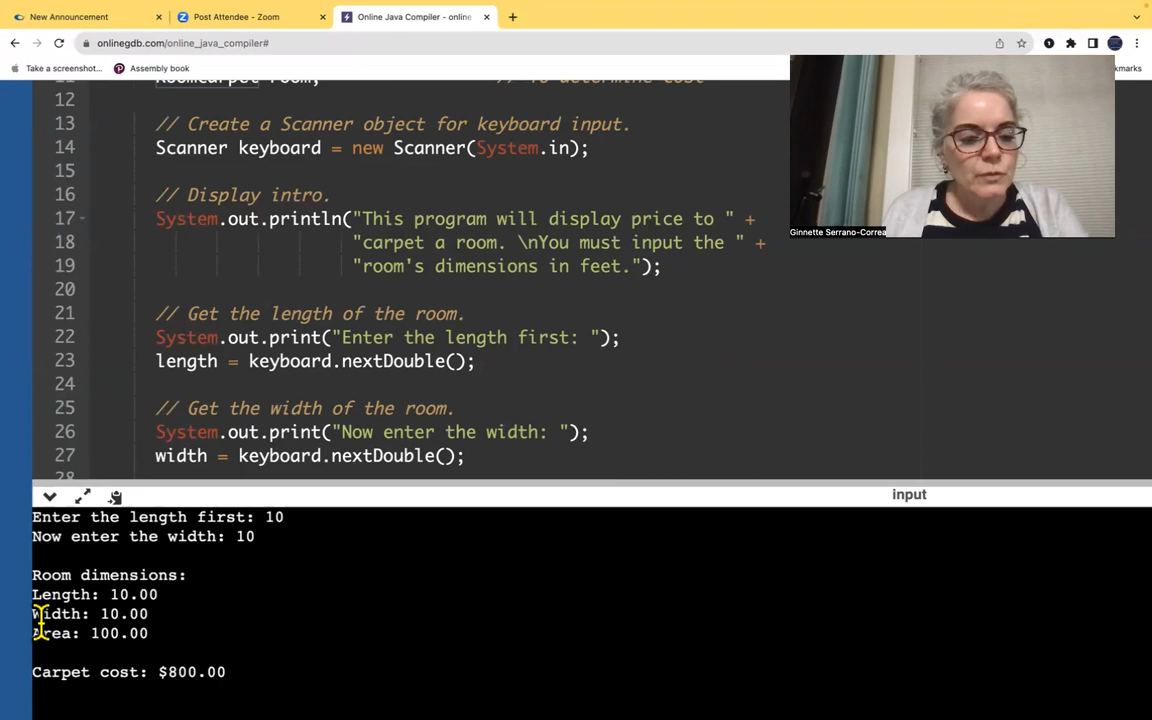 New Announcement
Post Attendee - Zoom
Online Java Compiler - online
onlinegdb.com/online_java_compiler#
Take a screenshot...
Assembly book
kmarks
11 RoomCarpet room; // To determine cost
12
13 // Create a Scanner object for keyboard input.
14 Scanner keyboard = new Scanner(System.in);
15
16 // Display intro.
17 System.out.println("This program will display price to " +
18 "carpet a room. \nYou must input the " +
19 "room's dimensions in feet.");
20
21 // Get the length of the room.
22 System.out.print("Enter the length first: ");
23 length = keyboard.nextDouble();
24
25 // Get the width of the room.
26 System.out.print("Now enter the width: ");
27 width = keyboard.nextDouble();
28
Ginnette Serrano-Correa
input
Enter the length first: 10
Now enter the width: 10
Room dimensions:
Length: 10.00
Width: 10.00
Area: 100.00
Carpet cost: $800.00